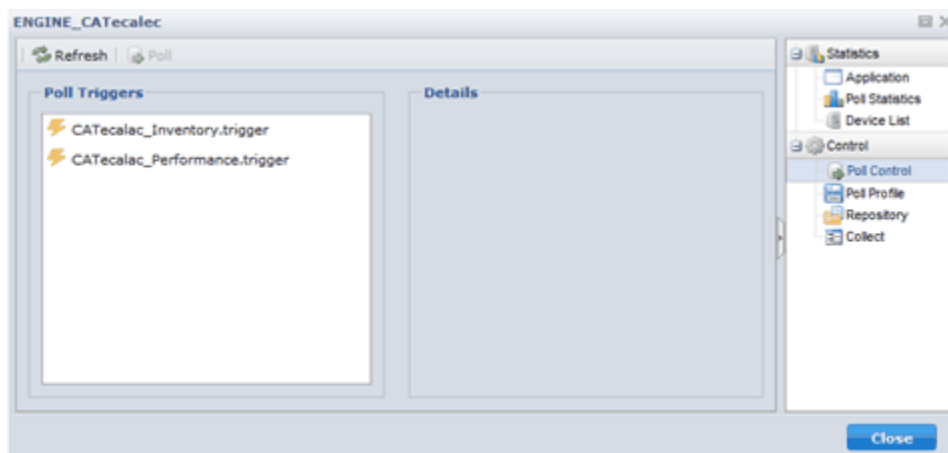 ENGINE_CATecalec
Refresh
Poll
Poll Triggers
CATecalac_Inventory.trigger
CATecalac_Performance.trigger
Details
Statistics
Application
Poll Statistics
Device List
Control
Poll Control
Poll Profile
Repository
Collect
Close